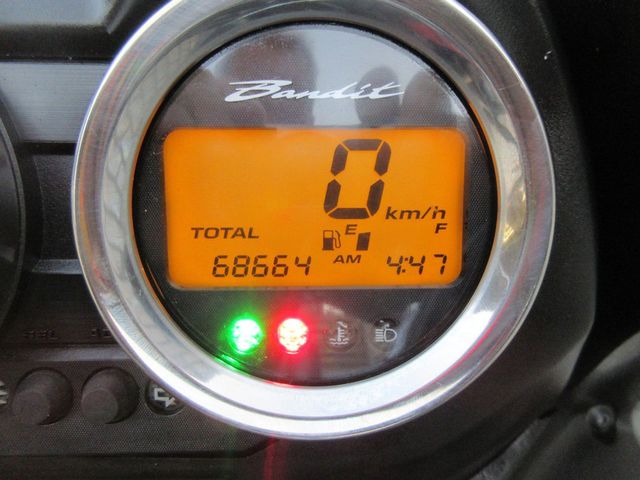 Bandit
0 km/h
TOTAL E F
68664 AM 4:47